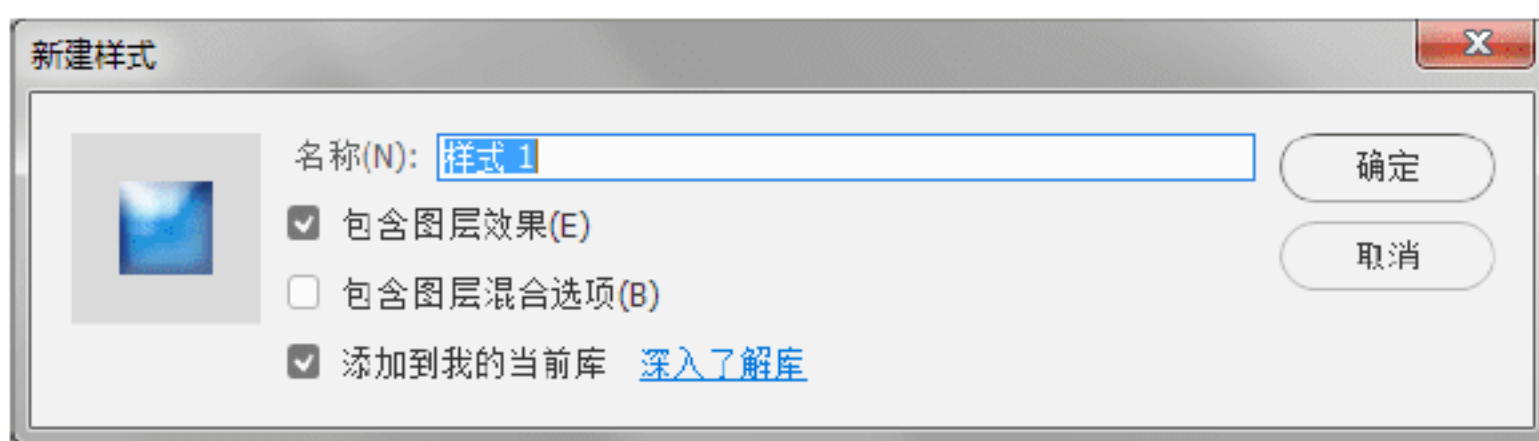 新建样式
名称(N): 样式 1
确定
包含图层效果(E)
取消
包含图层混合选项(B)
添加到我的当前库 深入了解库